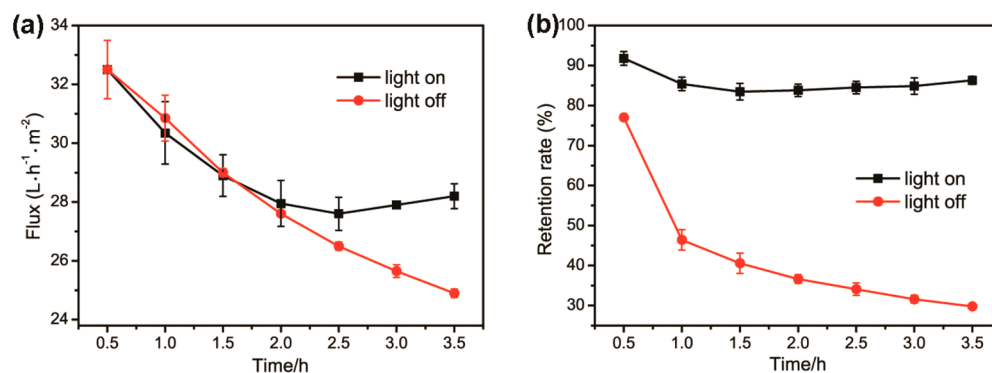 (a)
34
32
30
28
26
24
Flux (L·h⁻¹·m⁻²)
light on
light off
0.5 1.0 1.5 2.0 2.5 3.0 3.5
Time/h
(b)
100
90
80
70
60
50
40
30
Retention rate (%)
light on
light off
0.5 1.0 1.5 2.0 2.5 3.0 3.5
Time/h